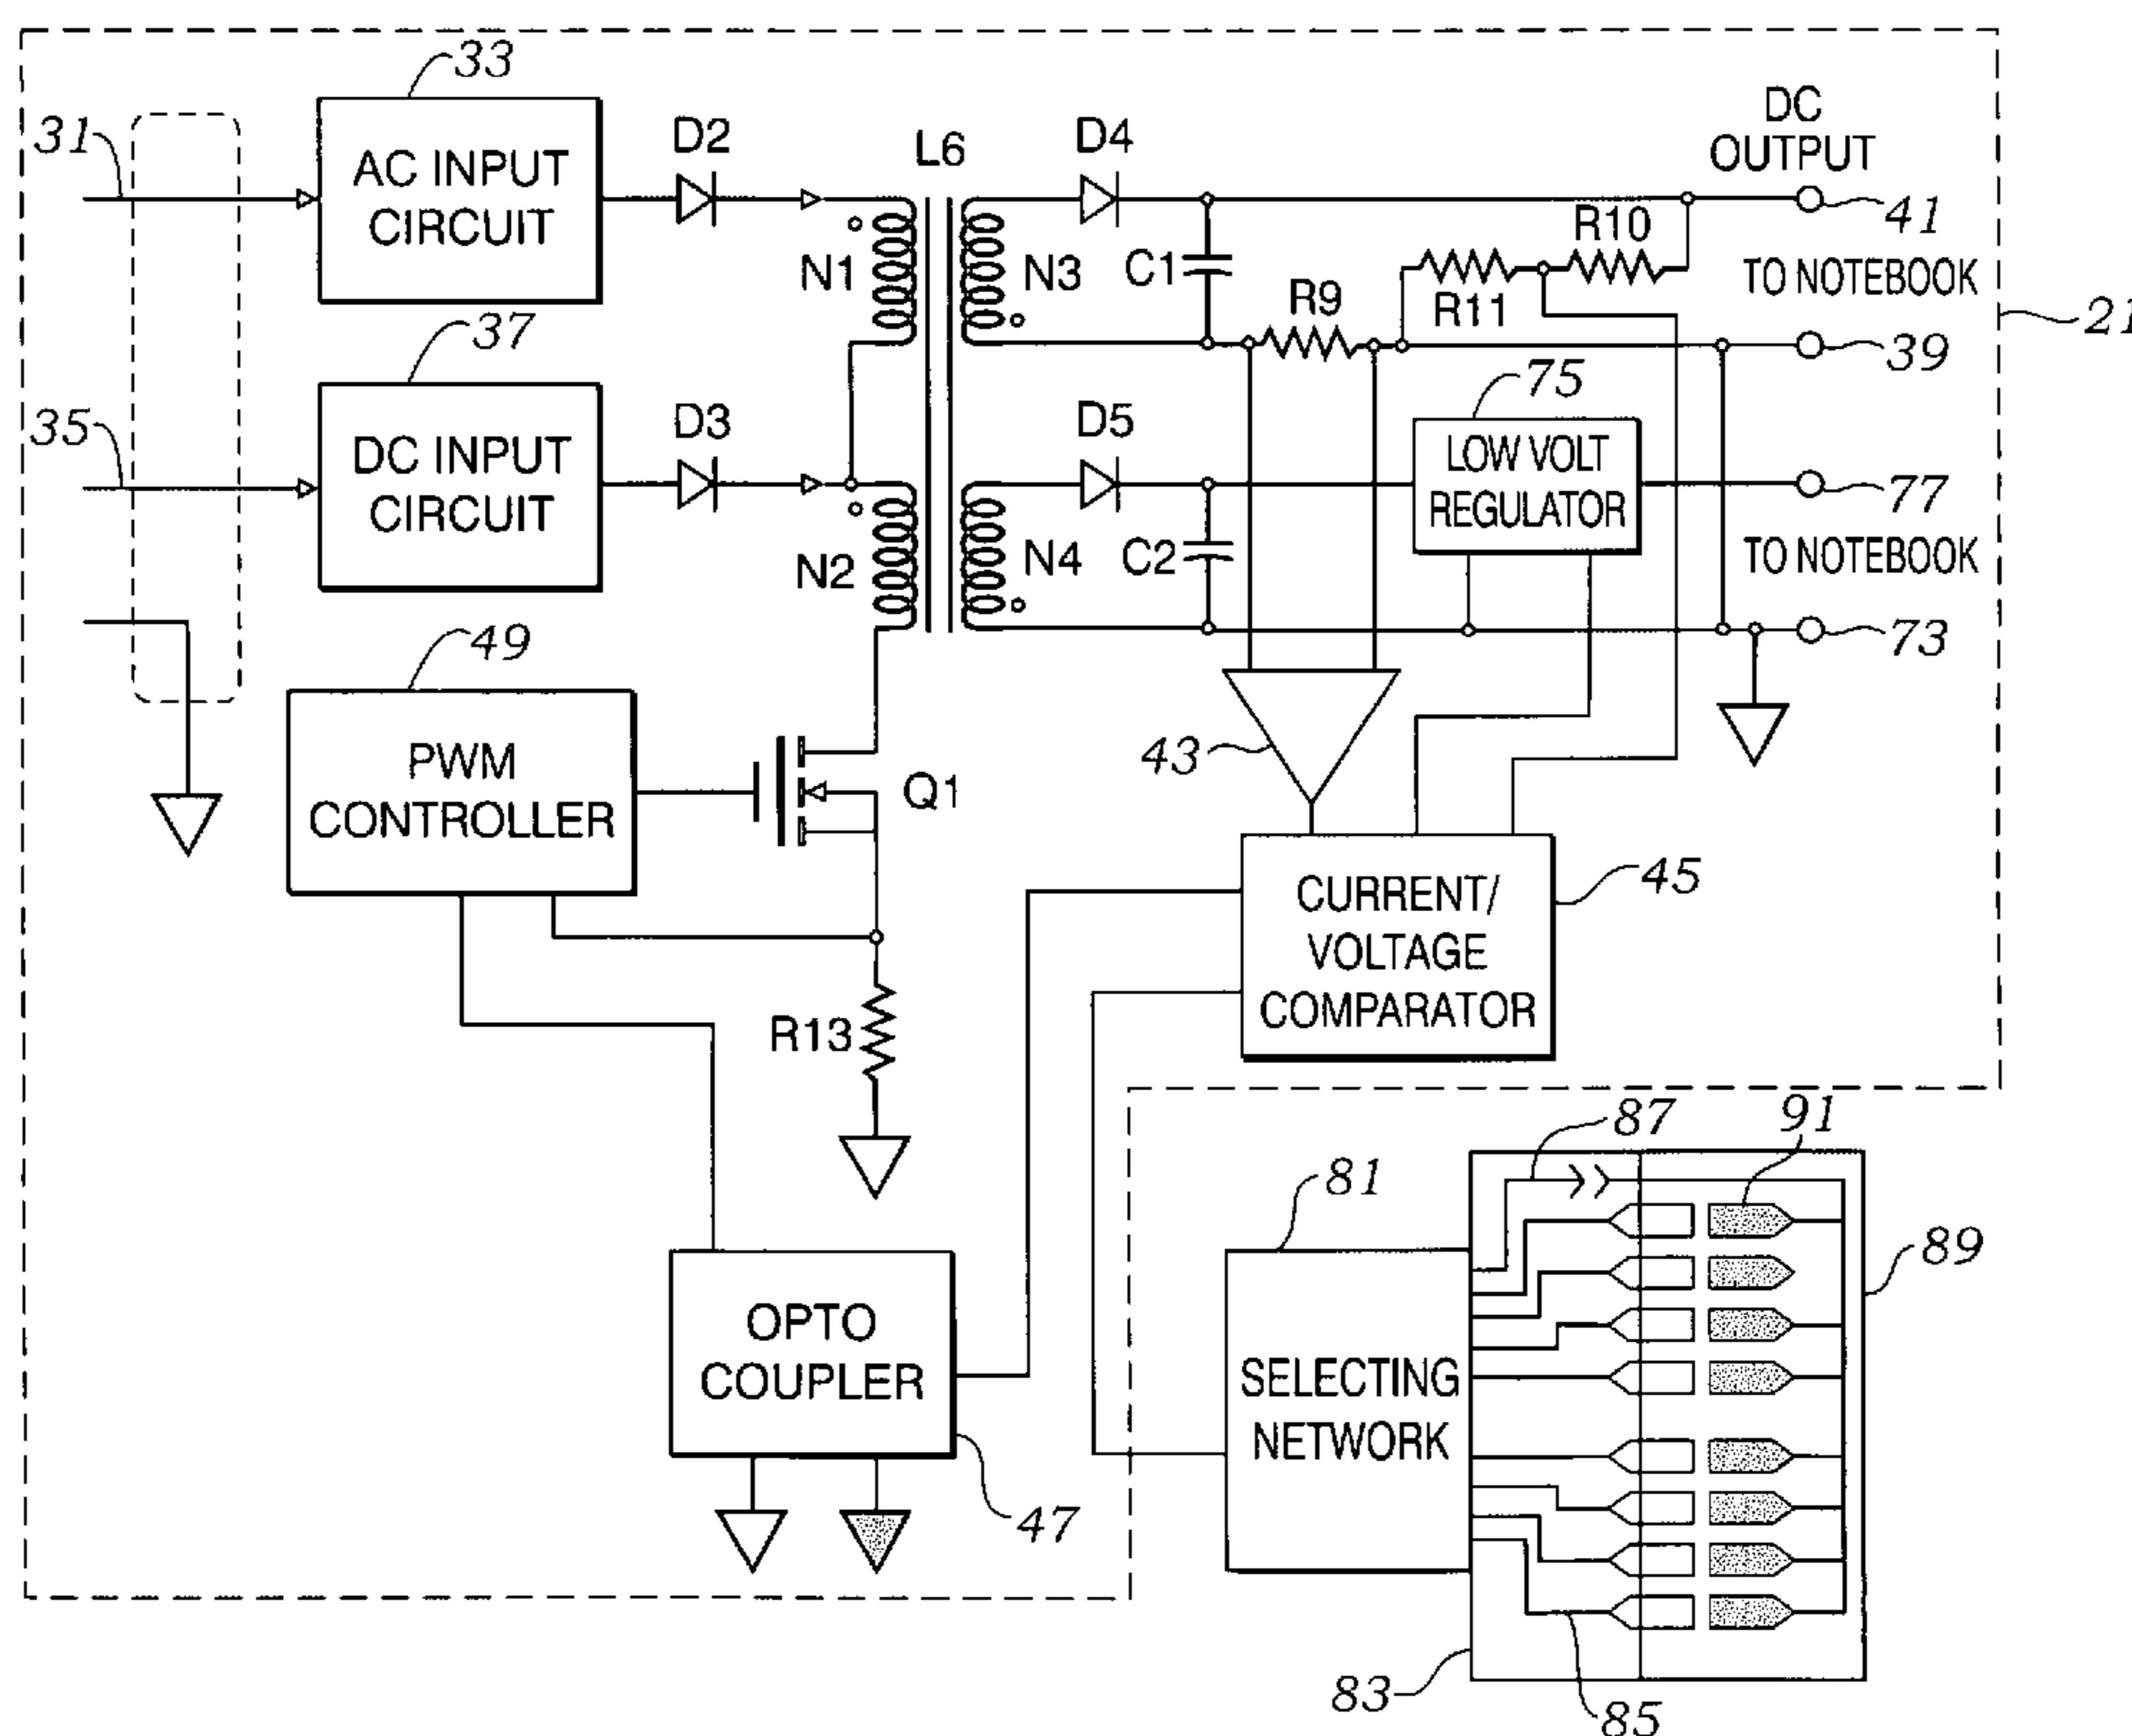 33
31
AC INPUT
CIRCUIT
D2
L6
N1
N3
D4
C1
DC
OUTPUT
41
R10
R11
R9
TO NOTEBOOK
39
21
37
35
DC INPUT
CIRCUIT
D3
N2
N4
D5
C2
75
LOW VOLT
REGULATOR
77
TO NOTEBOOK
73
49
PWM
CONTROLLER
Q1
43
CURRENT/
VOLTAGE
COMPARATOR
45
R13
OPTO
COUPLER
47
81
SELECTING
NETWORK
87
91
89
83
85